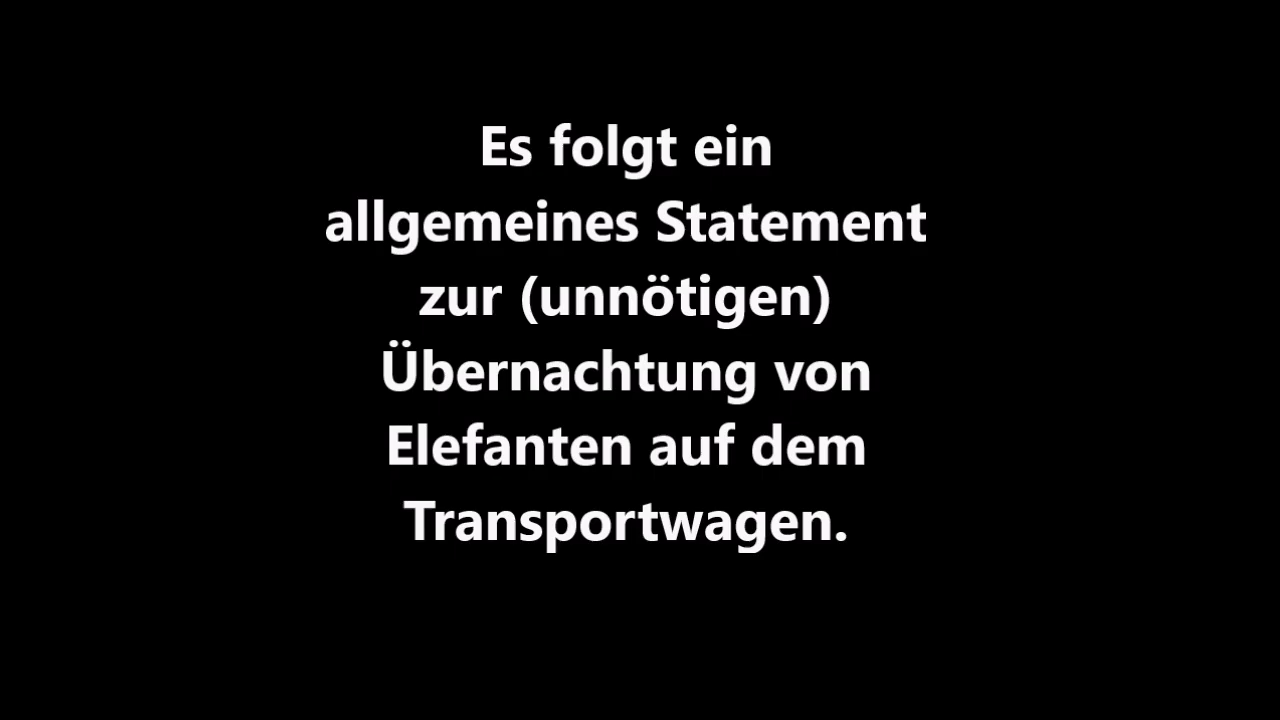 Es folgt ein
allgemeines Statement
zur (unnötigen)
Übernachtung von
Elefanten auf dem
Transportwagen.